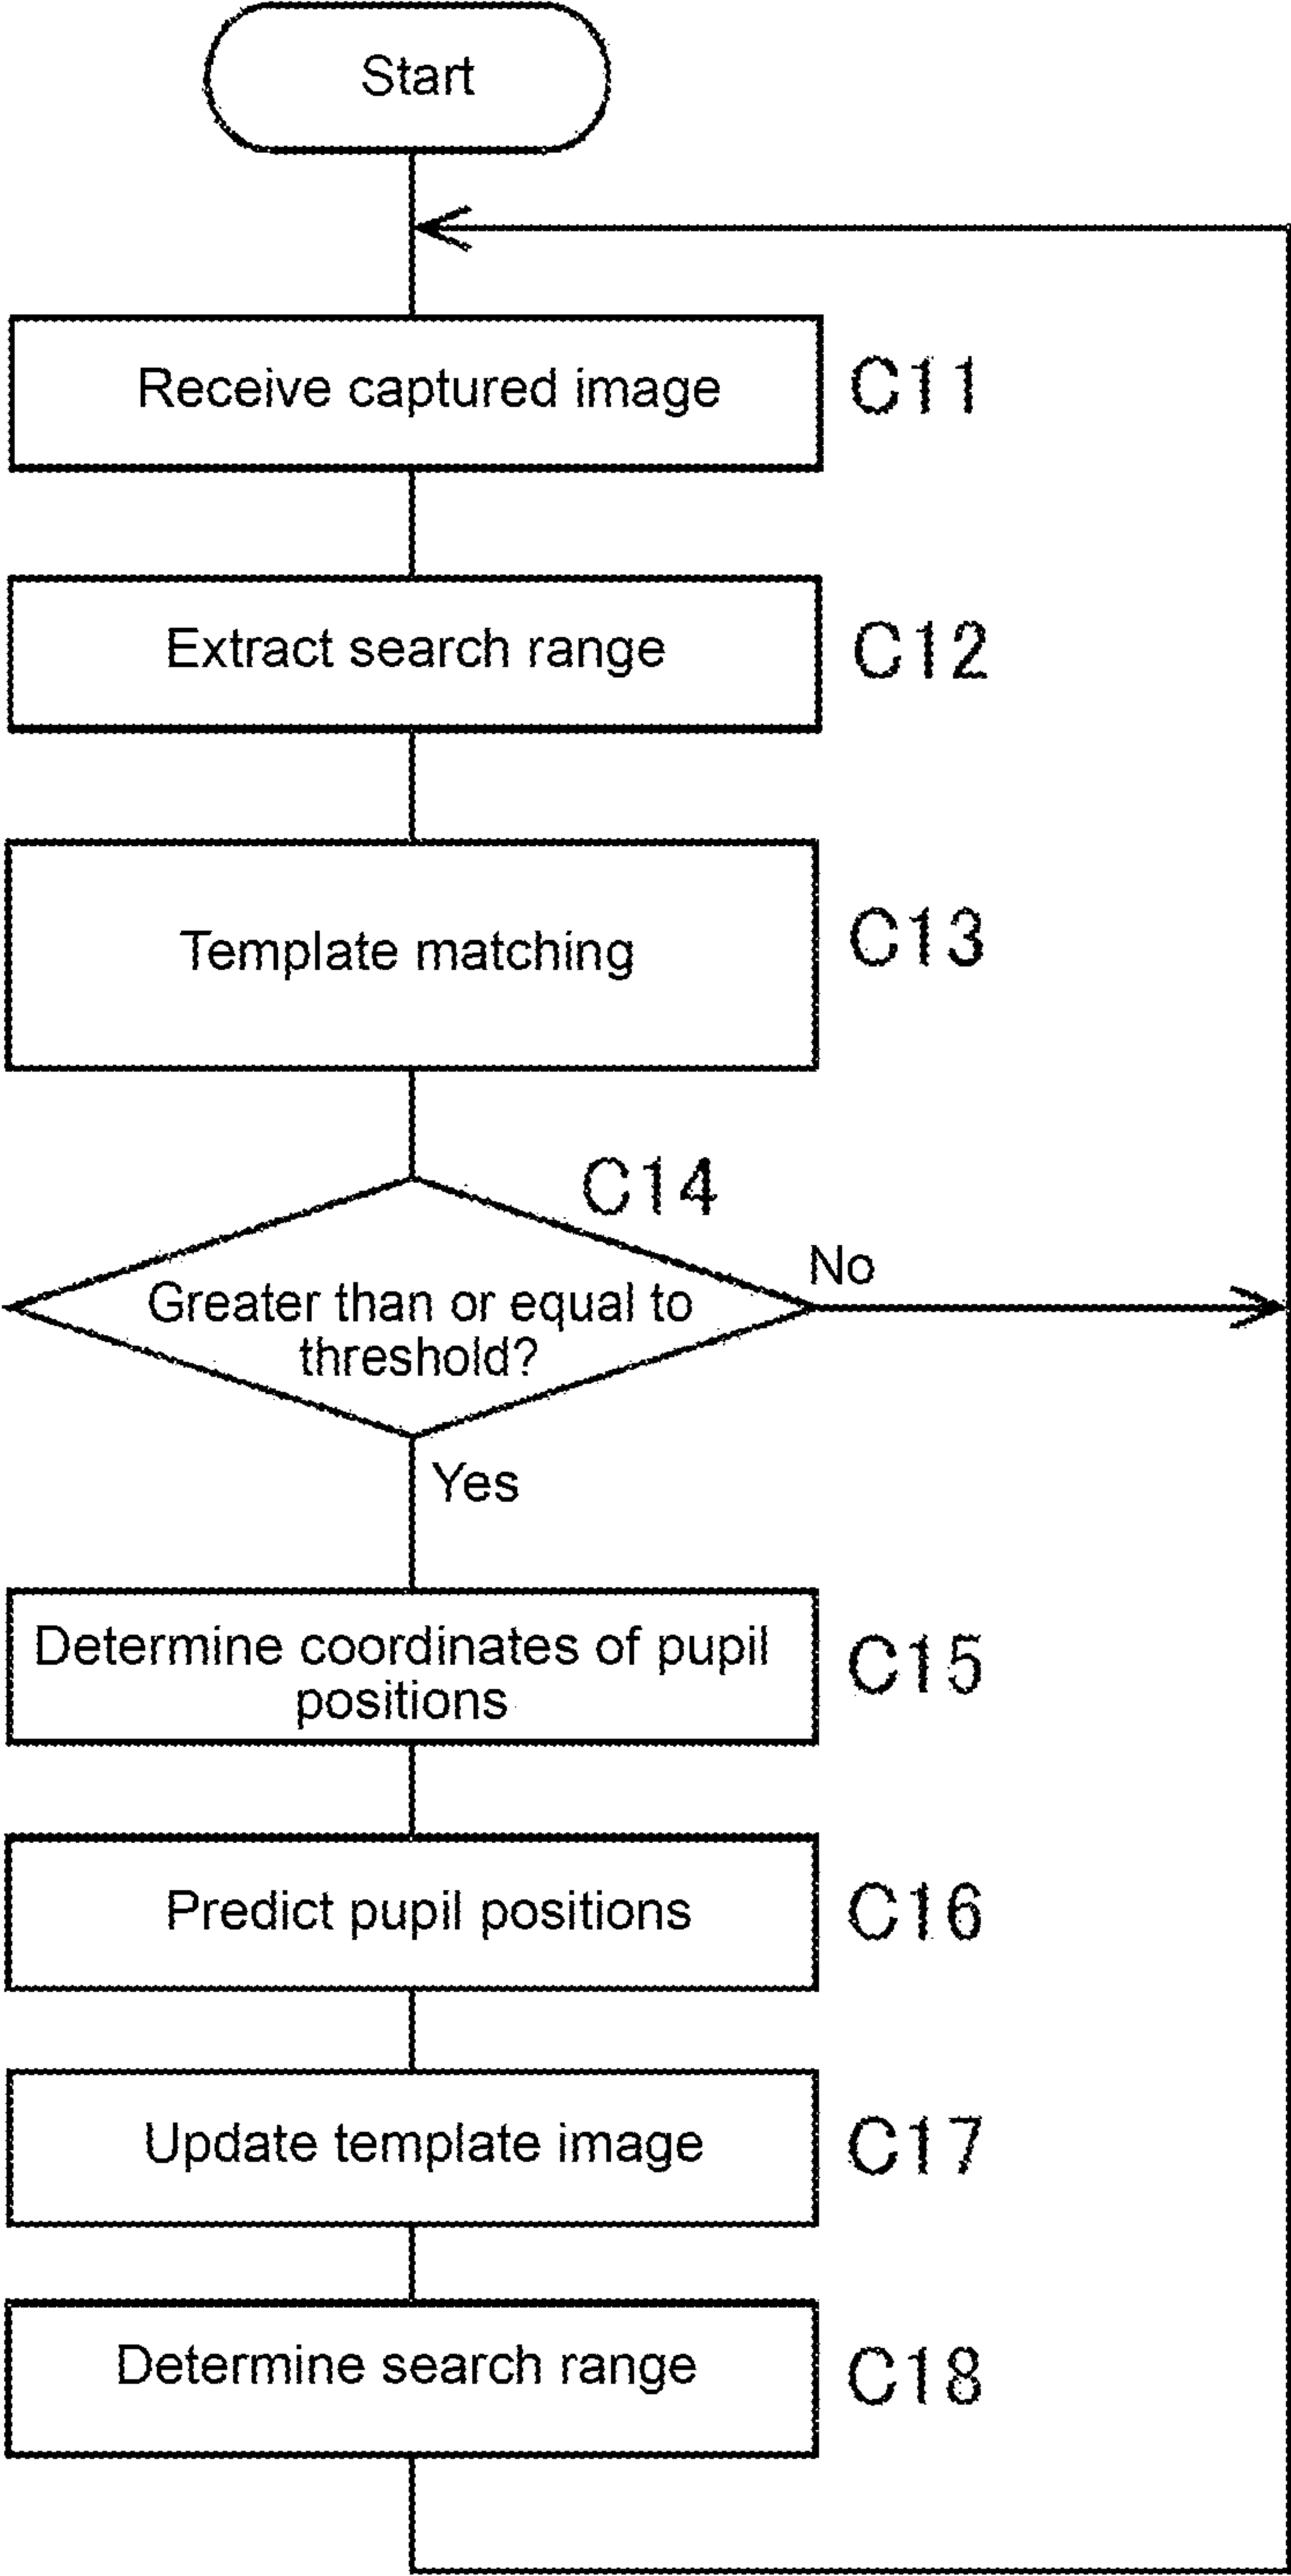 Start
Receive captured image
C11
Extract search range
C12
Template matching
C13
C14
Greater than or equal to
threshold?
No
Yes
Determine coordinates of pupil
positions
C15
Predict pupil positions
C16
Update template image
C17
Determine search range
C18